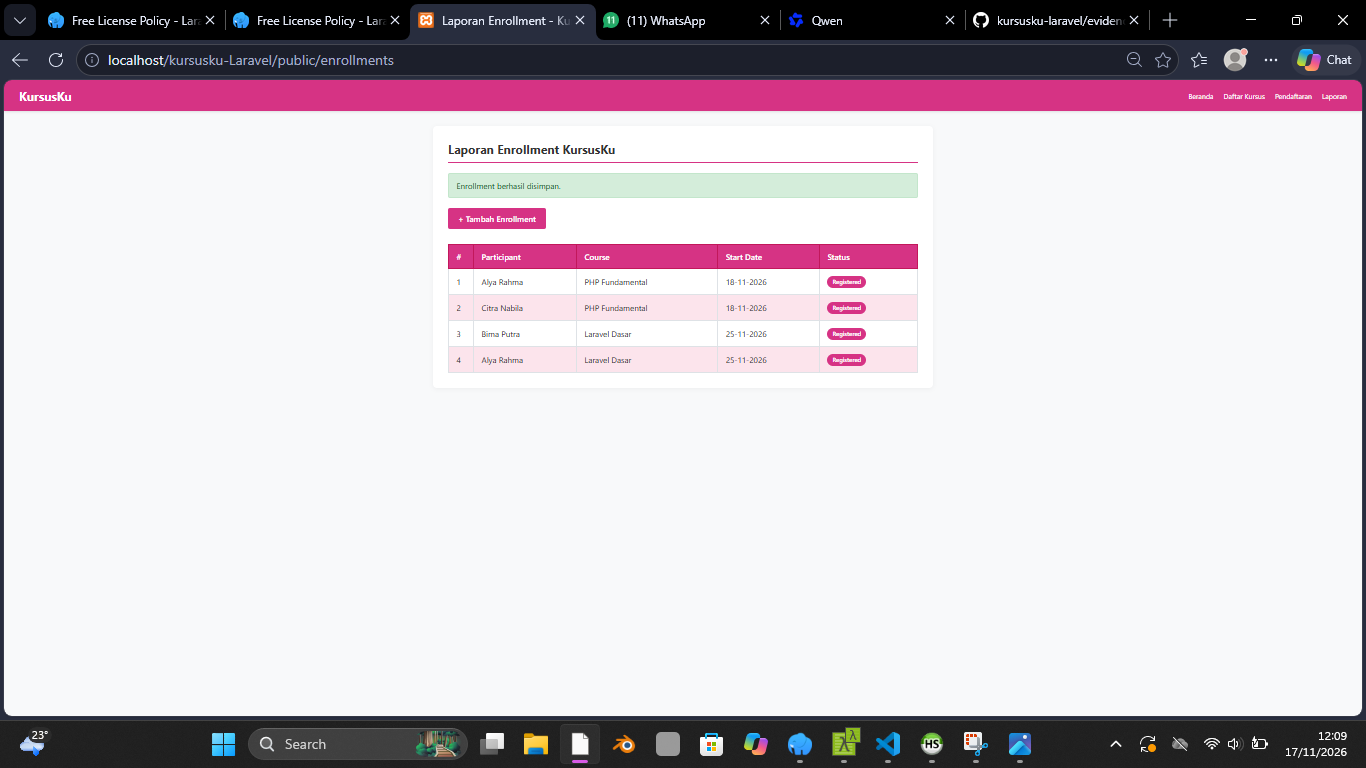 Free License Policy - Lar
Free License Policy - Lara
Laporan Enrollment - Ku
11
(11) WhatsApp
Qwen
kursusku-laravel/eviden
localhost/kursusku-Laravel/public/enrollments
Chat
KursusKu
Beranda Daftar Kursus Pendaftaran Laporan
Laporan Enrollment KursusKu
Enrollment berhasil disimpan.
+ Tambah Enrollment
# Participant Course Start Date Status
1 Alya Rahma PHP Fundamental 18-11-2026 Registered
2 Citra Nabila PHP Fundamental 18-11-2026 Registered
3 Bima Putra Laravel Dasar 25-11-2026 Registered
4 Alya Rahma Laravel Dasar 25-11-2026 Registered
23°
Search
λ
HS
12:09
17/11/2026